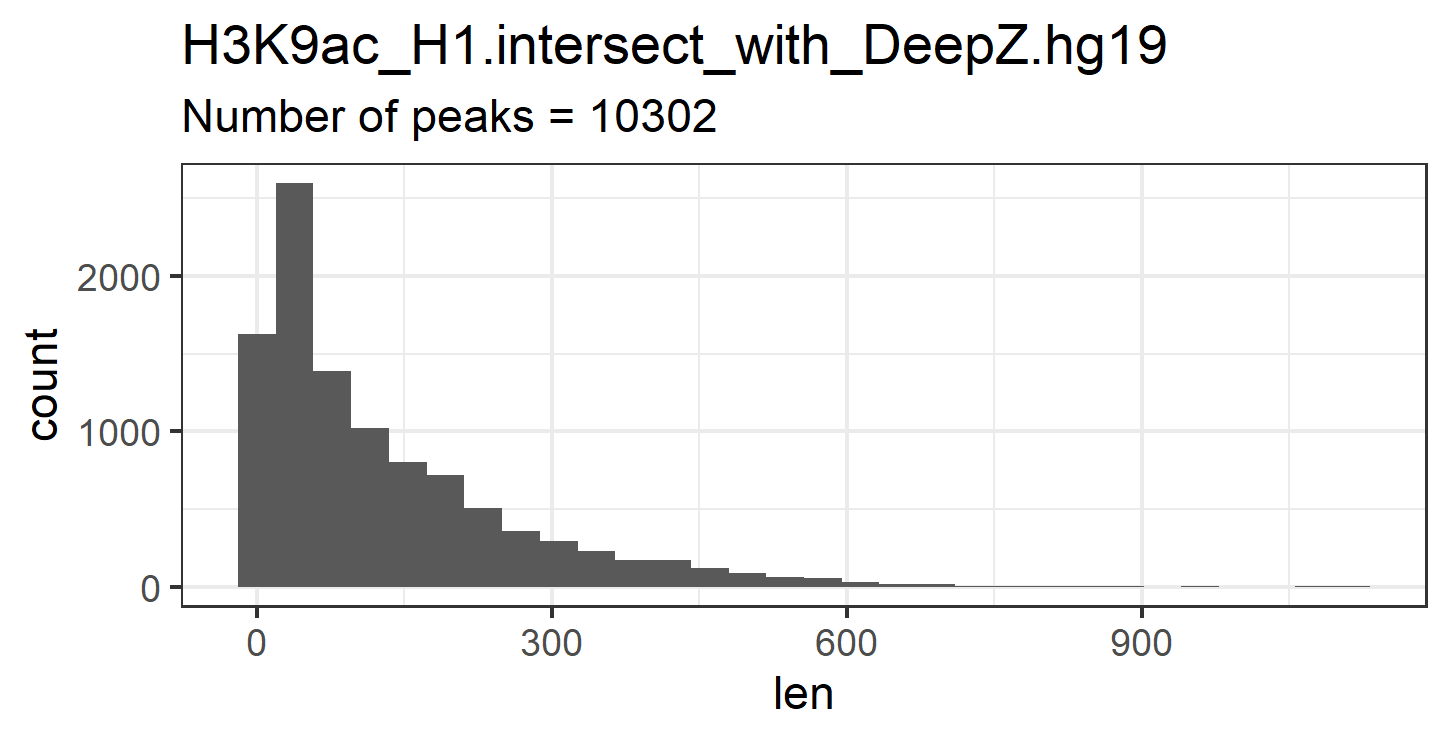 H3K9ac_H1.intersect_with_DeepZ.hg19
Number of peaks = 10302
2000
1000
0
count
0 300 600 900
len